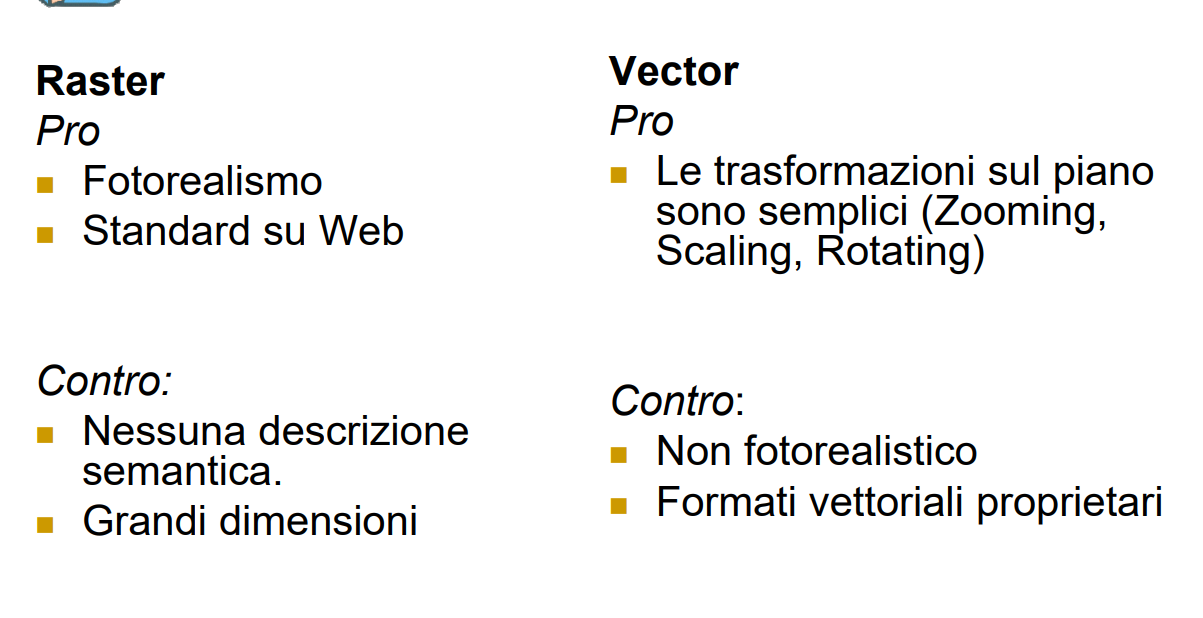 Raster
Pro
Fotorealismo
Standard su Web
Contro:
Nessuna descrizione
semantica.
Grandi dimensioni
Vector
Pro
Le trasformazioni sul piano
sono semplici (Zooming,
Scaling, Rotating)
Contro:
Non fotorealistico
Formati vettoriali proprietari